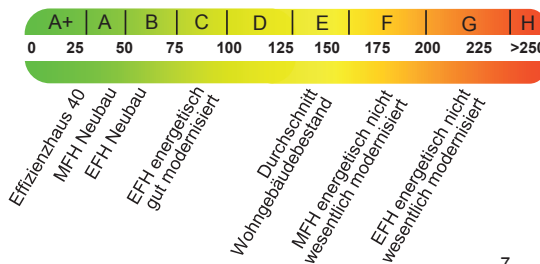 A+ A B C D E F G H
0 25 50 75 100 125 150 175 200 225 >250
Effizienzhaus 40
MFH Neubau
EFH Neubau
EFH energetisch
gut modernisiert
Durchschnitt
Wohngebäudebestand
MFH energetisch nicht
wesentlich modernisiert
EFH energetisch nicht
wesentlich modernisiert